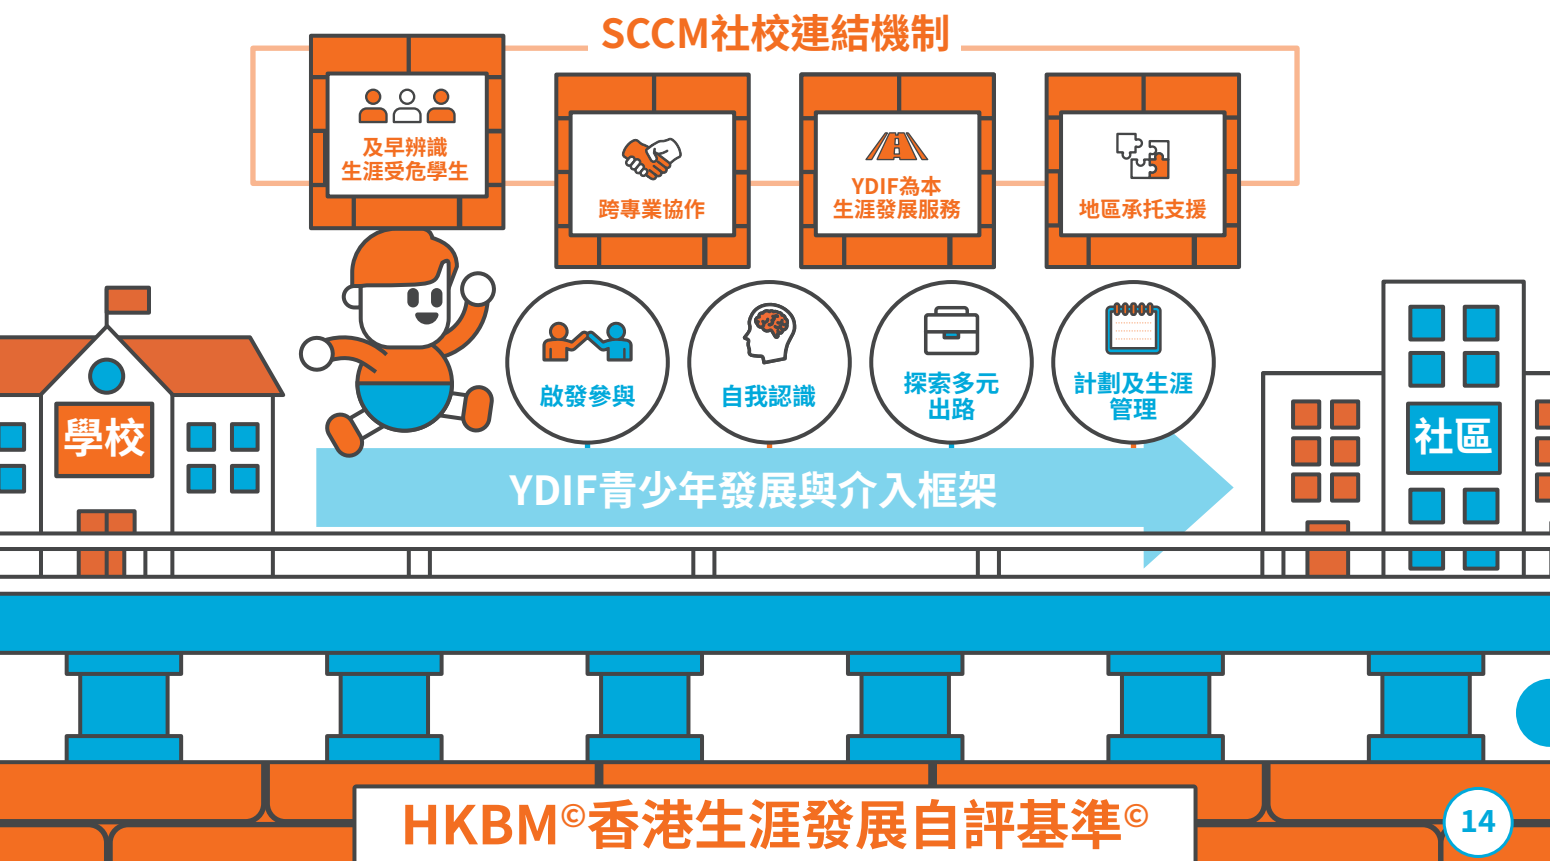 SCCM社校連結機制
及早辨識
生涯受危學生
跨專業協作
YDIF為本
生涯發展服務
地區承托支援
啟發參與
自我認識
探索多元
出路
計劃及生涯
管理
學校
社區
YDIF青少年發展與介入框架
HKBM©香港生涯發展自評基準©
14